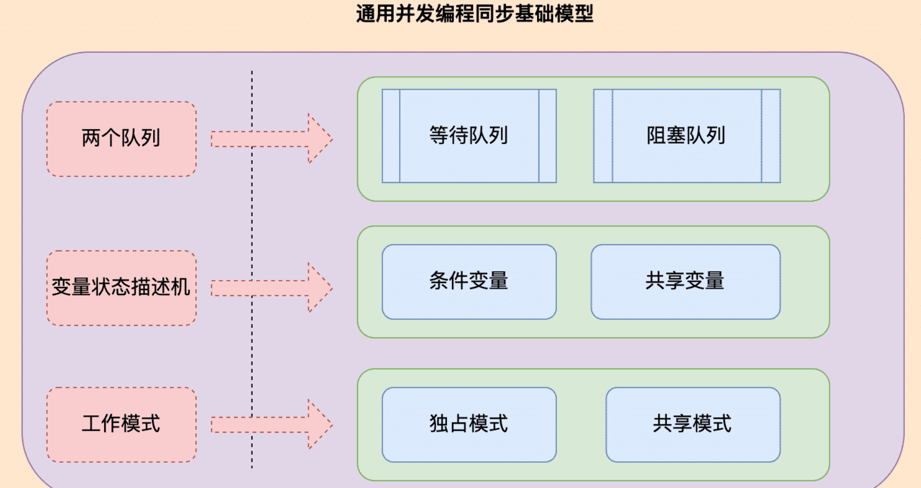 通用并发编程同步基础模型
两个队列
等待队列
阻塞队列
变量状态描述机
条件变量
共享变量
工作模式
独占模式
共享模式